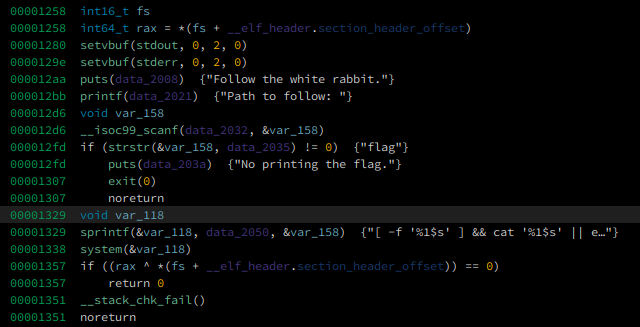 00001258 int16_t fs
00001258 int64_t rax = *(fs + __elf_header.section_header_offset)
00001280 setvbuf(stdout, 0, 2, 0)
0000129e setvbuf(stderr, 0, 2, 0)
000012aa puts(data_2008) {"Follow the white rabbit."}
000012bb printf(data_2021) {"Path to follow: "}
000012d6 void var_158
000012d6 __isoc99_scanf(data_2032, &var_158)
000012fd if (strstr(&var_158, data_2035) != 0) {"flag"}
000012fd puts(data_203a) {"No printing the flag."}
00001307 exit(0)
00001307 noreturn
00001329 void var_118
00001329 sprintf(&var_118, data_2050, &var_158) {"[ -f '%1$s' ] && cat '%1$s' || e…"}
00001338 system(&var_118)
00001357 if ((rax ^ *(fs + __elf_header.section_header_offset)) == 0)
00001357 return 0
00001351 __stack_chk_fail()
00001351 noreturn